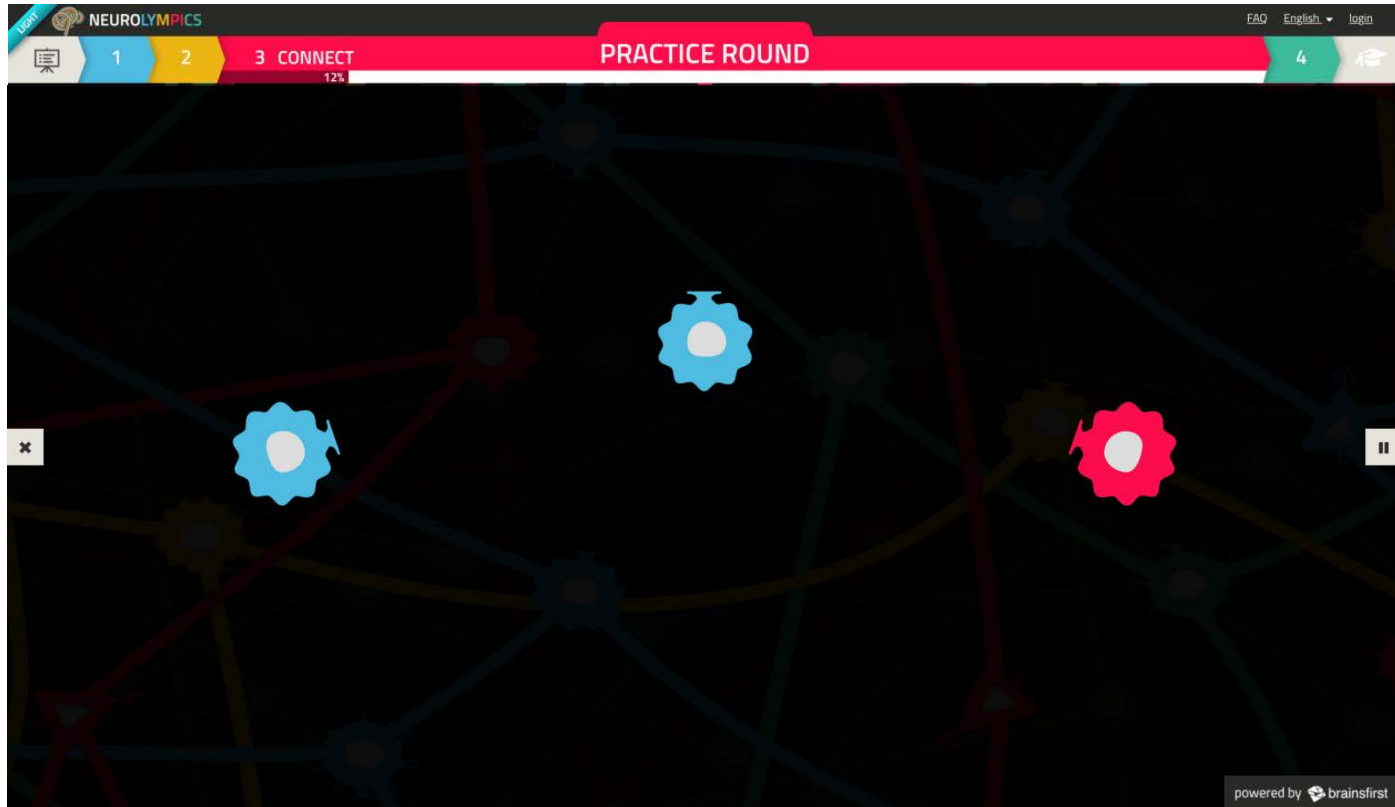 LIGHT
NEUROLYMPICS
FAQ English login
1 2 3 CONNECT PRACTICE ROUND 4
12%
powered by brainsfirst